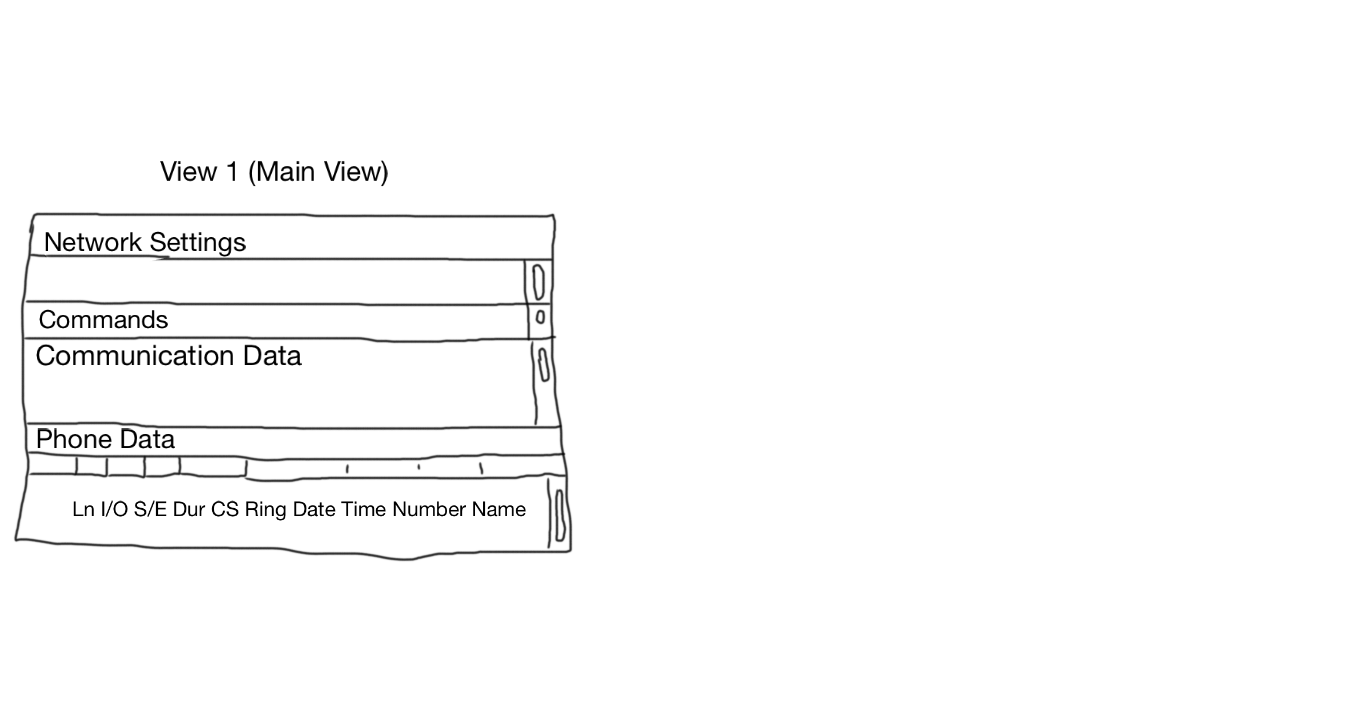 View 1 (Main View)
Network Settings
Commands
Communication Data
Phone Data
Ln I/O S/E Dur CS Ring Date Time Number Name